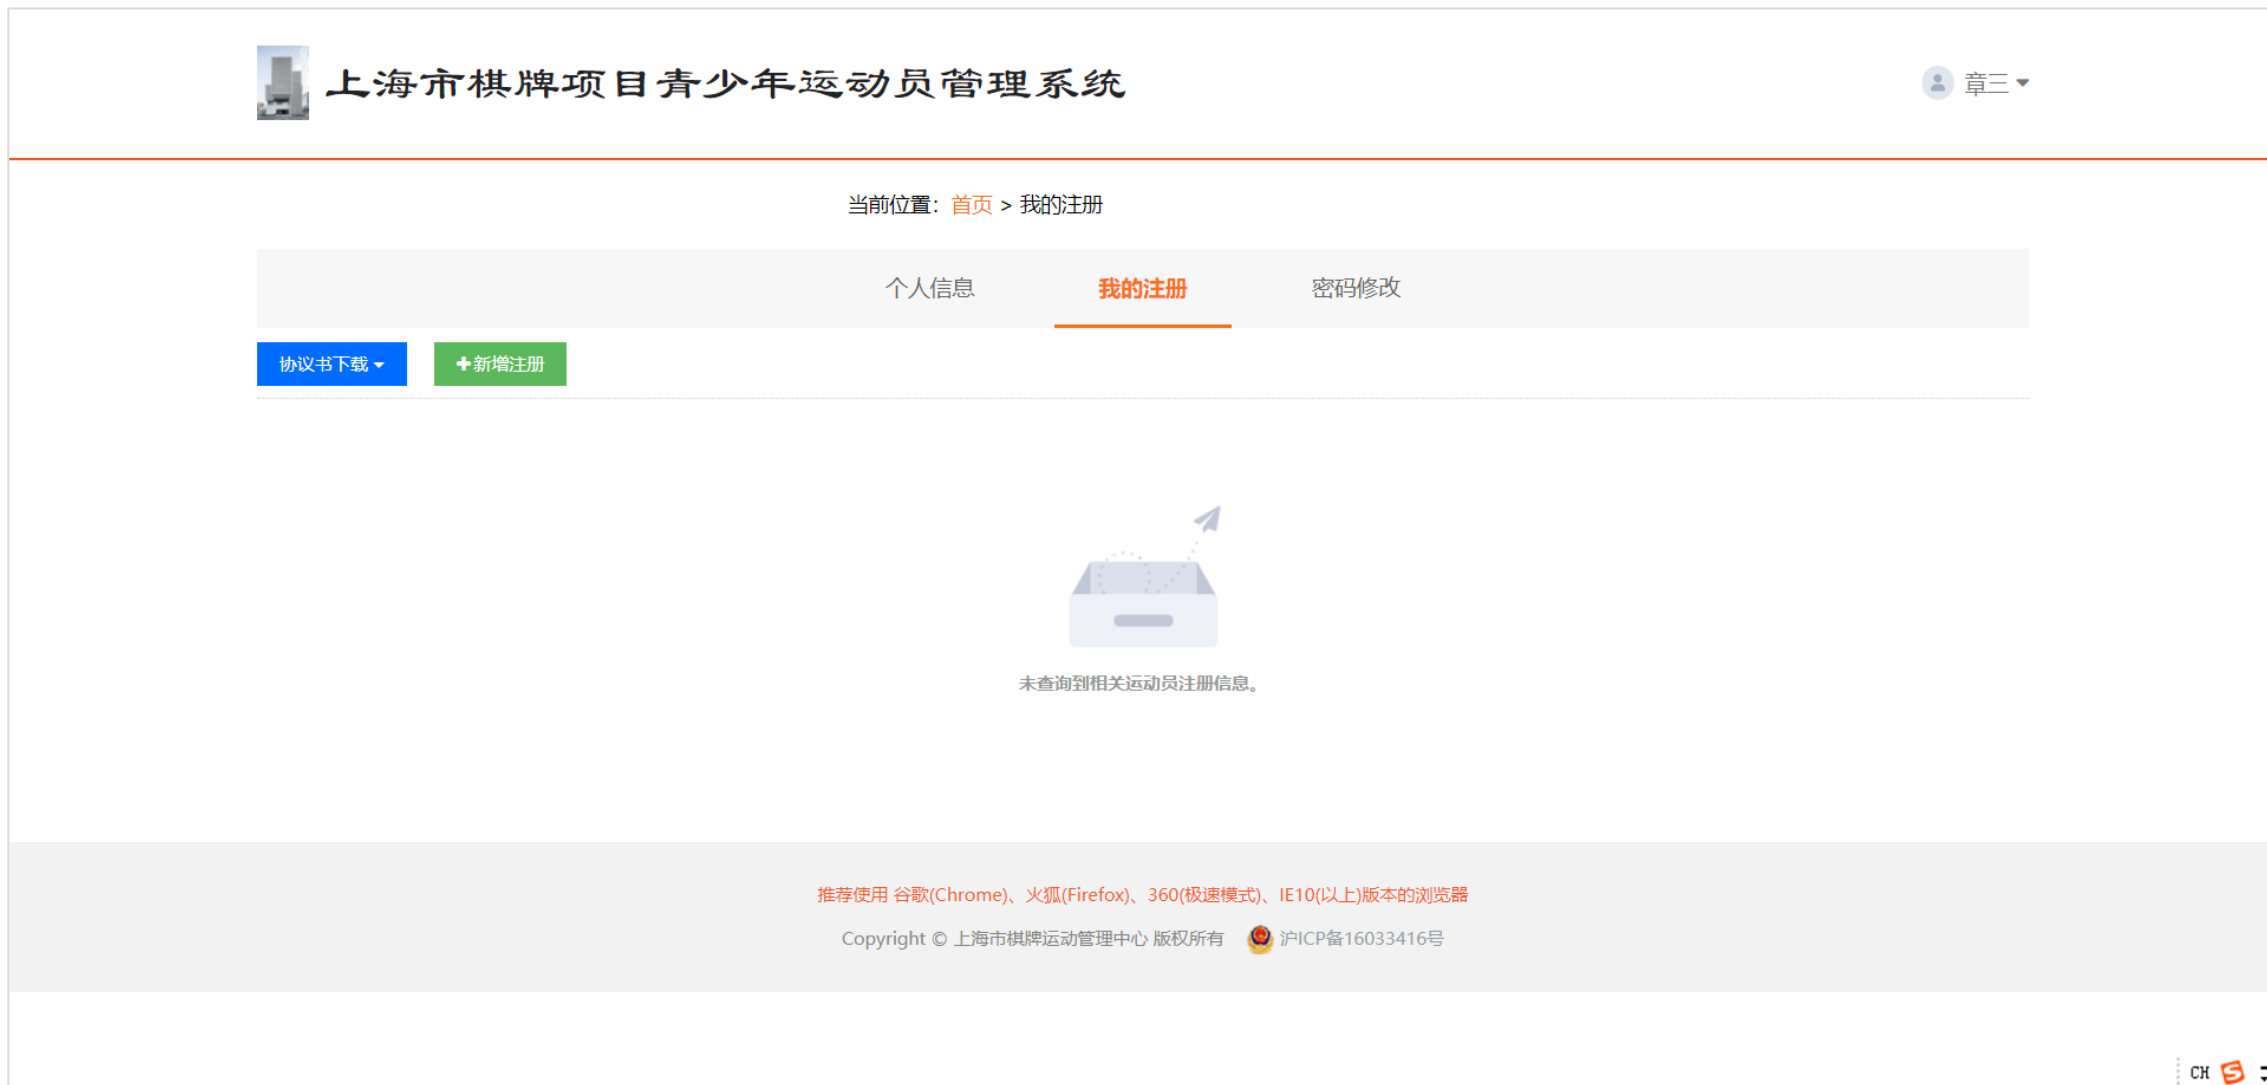 上海市棋牌项目青少年运动员管理系统
章三
当前位置：首页 > 我的注册
个人信息 我的注册 密码修改
协议书下载 新增注册
未查询到相关运动员注册信息。
推荐使用 谷歌(Chrome)、火狐(Firefox)、360(极速模式)、IE10(以上)版本的浏览器
Copyright © 上海市棋牌运动管理中心 版权所有 沪ICP备16033416号
CH